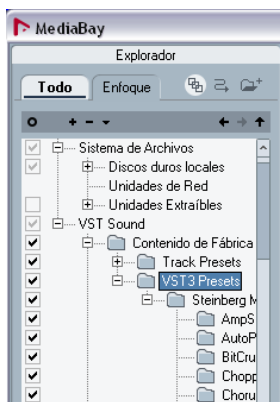 MediaBay
Explorador
Todo Enfoque
Sistema de Archivos
Discos duros locales
Unidades de Red
Unidades Extraíbles
VST Sound
Contenido de Fábrica
Track Presets
VST3 Presets
Steinberg M
AmpS
AutoP
BitCru
Chopp
Choru